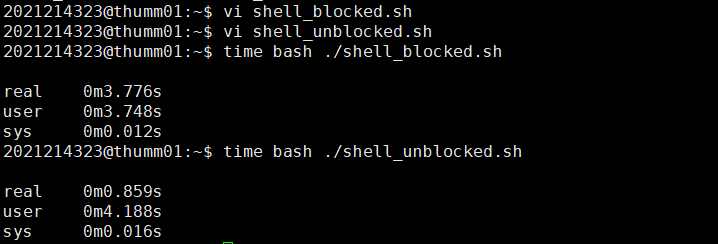 2021214323@thumm01:~$ vi shell_blocked.sh
2021214323@thumm01:~$ vi shell_unblocked.sh
2021214323@thumm01:~$ time bash ./shell_blocked.sh
real    0m3.776s
user    0m3.748s
sys     0m0.012s
2021214323@thumm01:~$ time bash ./shell_unblocked.sh
real    0m0.859s
user    0m4.188s
sys     0m0.016s